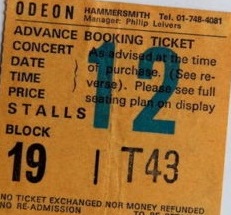 ODEON HAMMERSMITH Tel. 01-748-4081
Manager: Philip Leivers
ADVANCE BOOKING TICKET
CONCERT As advised at the time
DATE of purchase. (See re-
TIME verse). Please see full
PRICE seating plan on display
STALLS
12
BLOCK
19 T43
NO TICKET EXCHANGED NOR MONEY REFUNDED
NO RE-ADMISSION TO BE